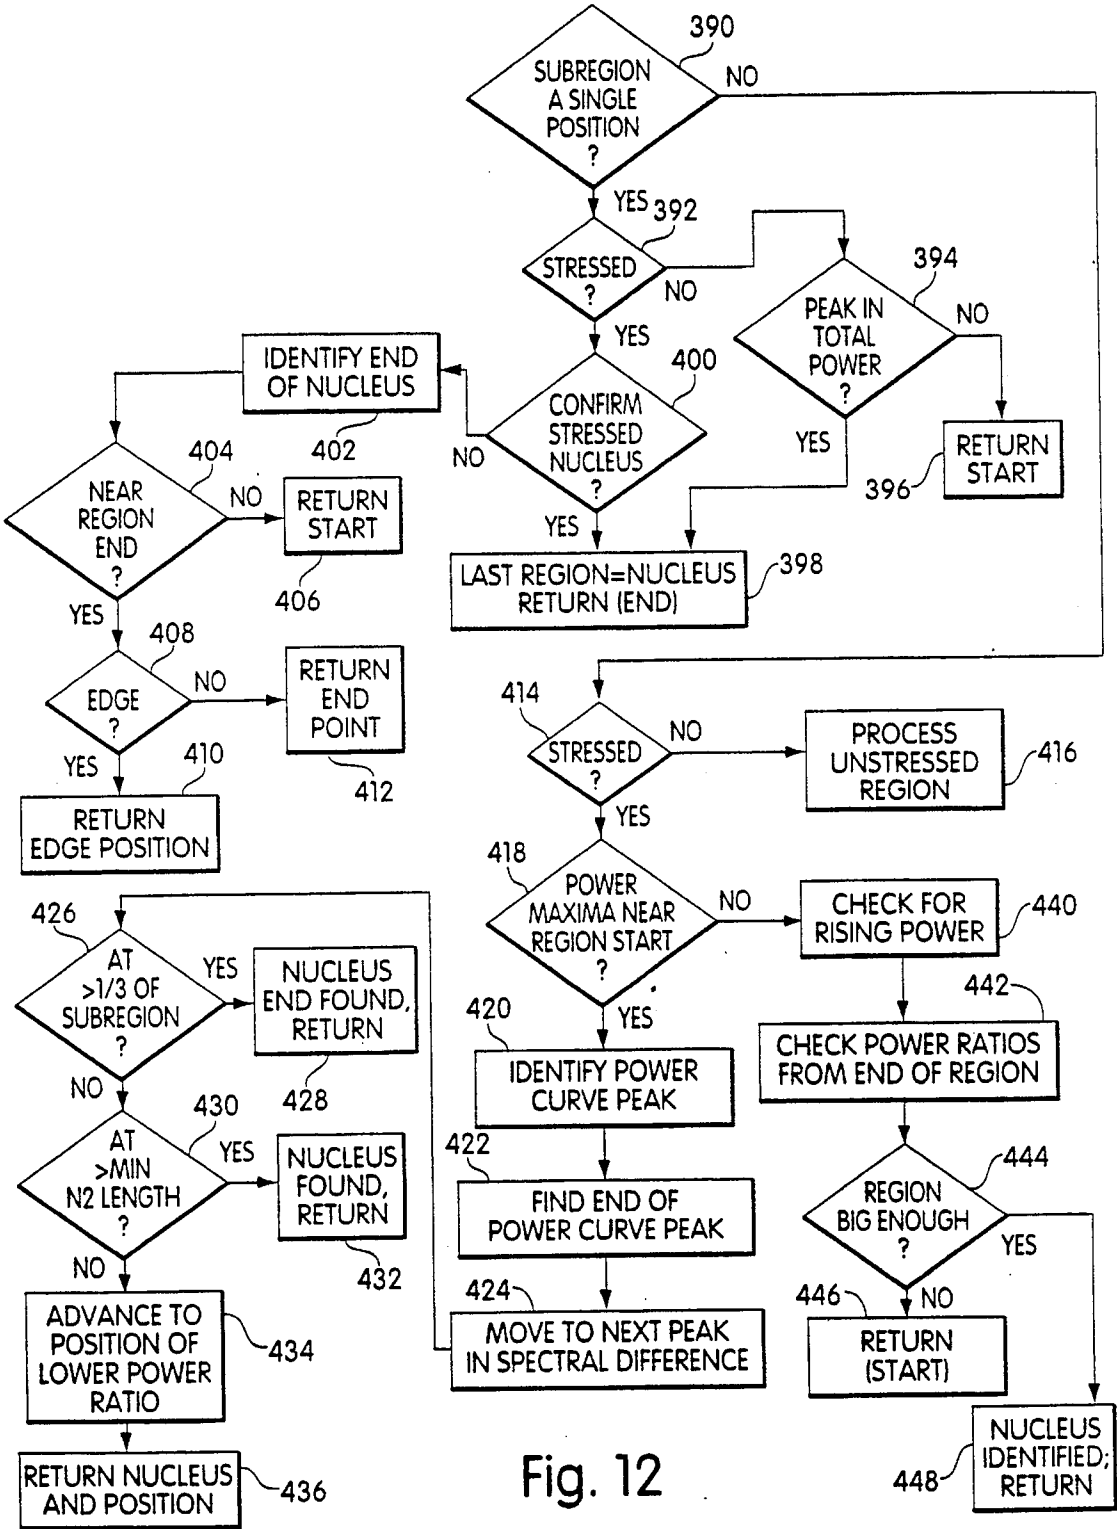 390
SUBREGION
A SINGLE
POSITION
?
NO
YES
392
STRESSED
?
NO
YES
394
PEAK IN
TOTAL
POWER
?
NO
YES
RETURN
START
396
IDENTIFY END
OF NUCLEUS
402
400
CONFIRM
STRESSED
NUCLEUS
?
NO
YES
LAST REGION=NUCLEUS
RETURN (END)
398
404
NEAR
REGION
END
?
NO
YES
RETURN
START
406
408
EDGE
?
NO
YES
RETURN
END
POINT
412
410
RETURN
EDGE POSITION
414
STRESSED
?
NO
YES
PROCESS
UNSTRESSED
REGION
416
418
POWER
MAXIMA NEAR
REGION START
?
NO
YES
CHECK FOR
RISING POWER
440
442
CHECK POWER RATIOS
FROM END OF REGION
420
IDENTIFY POWER
CURVE PEAK
422
FIND END OF
POWER CURVE PEAK
424
MOVE TO NEXT PEAK
IN SPECTRAL DIFFERENCE
444
REGION
BIG ENOUGH
?
YES
NO
446
RETURN
(START)
NUCLEUS
IDENTIFIED;
RETURN
448
426
AT
>1/3 OF
SUBREGION
?
YES
NO
NUCLEUS
END FOUND,
RETURN
428
430
AT
>MIN
N2 LENGTH
?
YES
NO
NUCLEUS
FOUND,
RETURN
432
ADVANCE TO
POSITION OF
LOWER POWER
RATIO
434
RETURN NUCLEUS
AND POSITION
436
Fig. 12